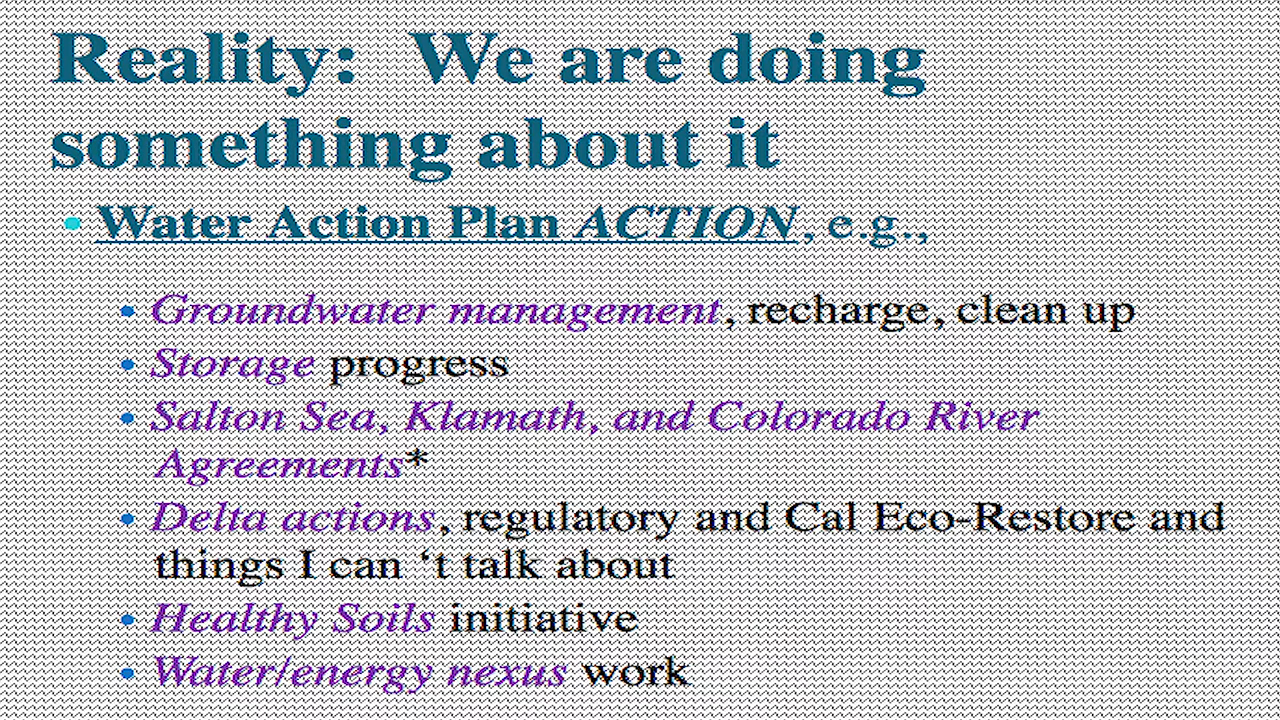 Reality: We are doing
something about it
• Water Action Plan ACTION, e.g.,
• Groundwater management, recharge, clean up
• Storage progress
• Salton Sea, Klamath, and Colorado River
Agreements*
• Delta actions, regulatory and Cal Eco-Restore and
things I can ‘t talk about
• Healthy Soils initiative
• Water/energy nexus work